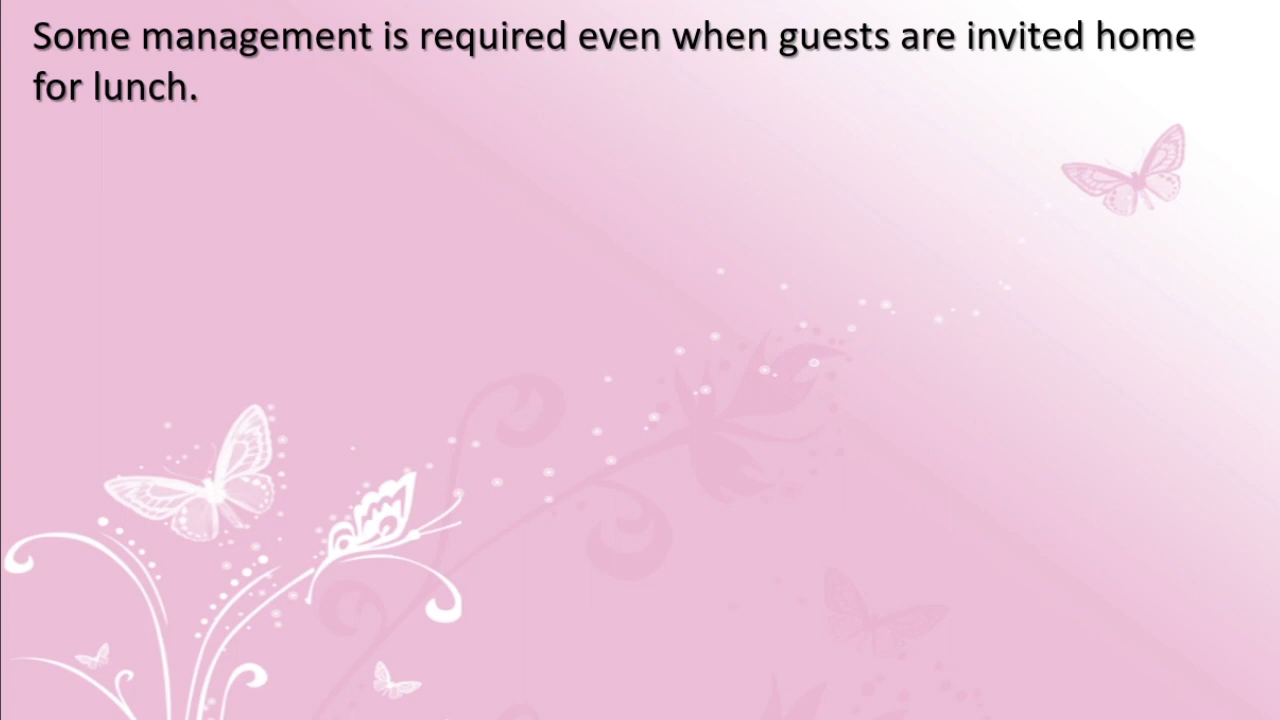 Some management is required even when guests are invited home
for lunch.